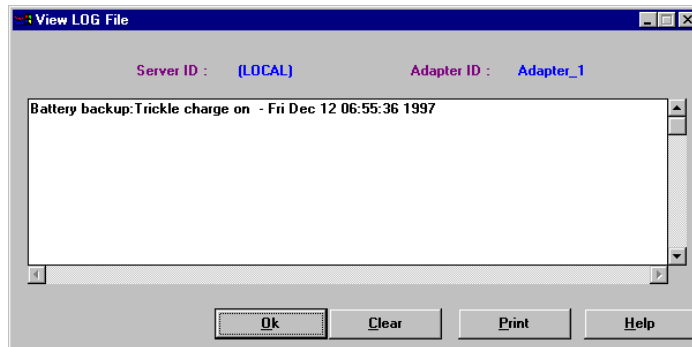 View LOG File
Server ID : (LOCAL) Adapter ID : Adapter_1
Battery backup:Trickle charge on - Fri Dec 12 06:55:36 1997
Ok Clear Print Help